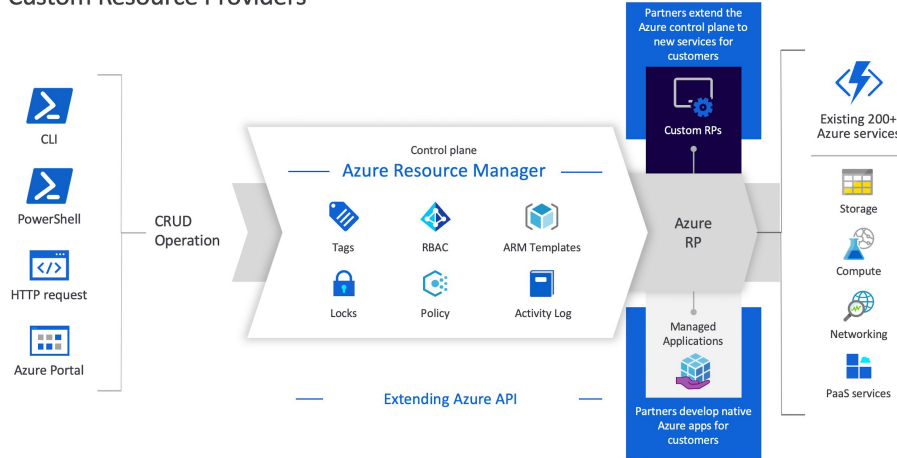 Custom Resource Providers
CLI
PowerShell
HTTP request
Azure Portal
CRUD
Operation
Control plane
Azure Resource Manager
Tags
RBAC
ARM Templates
Locks
Policy
Activity Log
Extending Azure API
Partners extend the
Azure control plane to
new services for
customers
Custom RPs
Azure
RP
Managed
Applications
Partners develop native
Azure apps for
customers
Existing 200+
Azure services
Storage
Compute
Networking
PaaS services